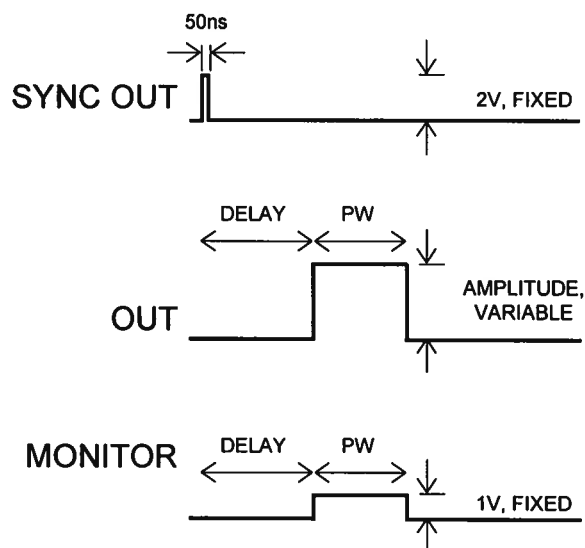 50ns
SYNC OUT
2V, FIXED
DELAY PW
OUT
AMPLITUDE,
VARIABLE
DELAY PW
MONITOR
1V, FIXED